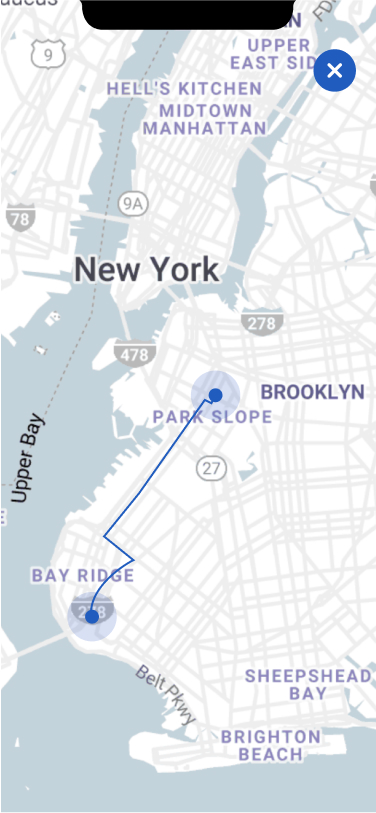 9
UPPER
EAST SID
HELL'S KITCHEN
MIDTOWN
MANHATTAN
9A
78
New York
278
478
BROOKLYN
PARK SLOPE
27
Upper Bay
BAY RIDGE
278
Belt Pkwy
SHEEPSHEAD
BAY
BRIGHTON
BEACH